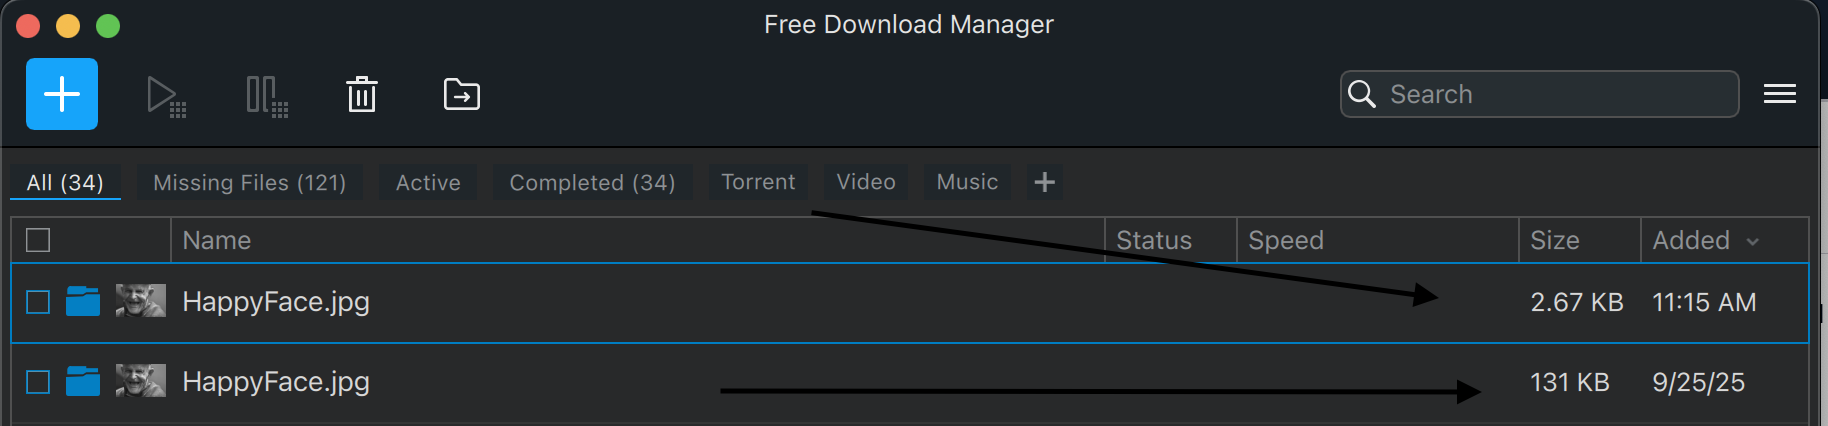 Free Download Manager
Search
All (34) Missing Files (121) Active Completed (34) Torrent Video Music
Name Status Speed Size Added
HappyFace.jpg 2.67 KB 11:15 AM
HappyFace.jpg 131 KB 9/25/25